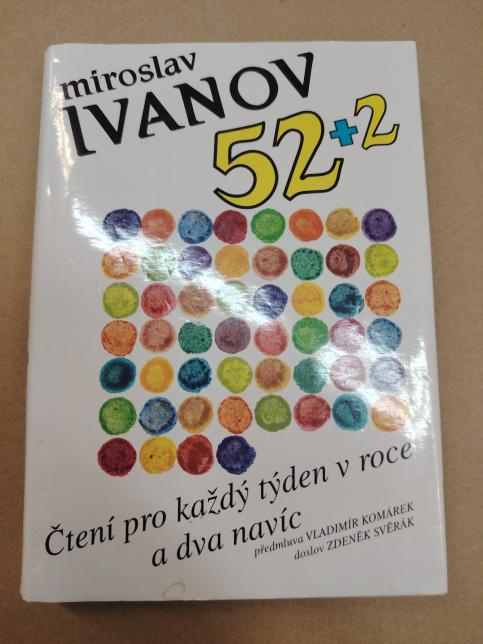 miroslav
IVANOV
52+2
Čtení pro každý týden v roce
a dva navíc
předmluva VLADIMÍR KOMÁREK
doslov ZDENĚK SVĚRÁK